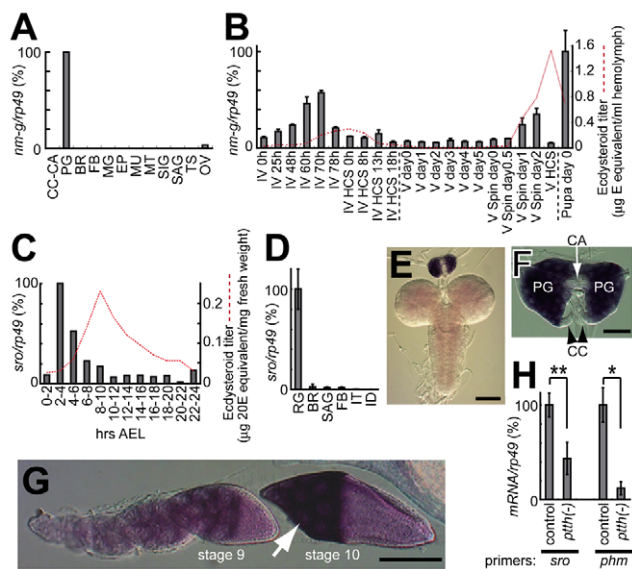 A
nm-g/rp49 (%)
100
0
CC-CA
PG
BR
FB
MG
EP
MU
MT
SIG
SAG
TS
OV
B
nm-g/rp49 (%)
100
0
1.6
1.2
0.8
0.4
0
Ecdysteroid titer
(µg E equivalent/ml hemolymph)
IV 0h
IV 25h
IV 48h
IV 60h
IV 70h
IV 78h
IV HCS 0h
IV HCS 8h
IV HCS 13h
IV HCS 18h
V day0
V day1
V day2
V day3
V day4
V day5
V Spin day0
V Spin day0.5
V Spin day1
V Spin day2
V HCS
Pupa day 0
C
sro/rp49 (%)
100
0
0.2
0.1
0
Ecdysteroid titer
(µg 20E equivalent/mg fresh weight)
0-2
2-4
4-6
6-8
8-10
10-12
12-14
14-16
16-18
18-20
20-22
22-24
hrs AEL
D
sro/rp49 (%)
100
0
RG
BR
SAG
FB
IT
ID
E
F
CA
PG
PG
CC
G
stage 9
stage 10
H
mRNA/rp49 (%)
100
0
**
*
control
ptth(-)
control
ptth(-)
primers: sro phm